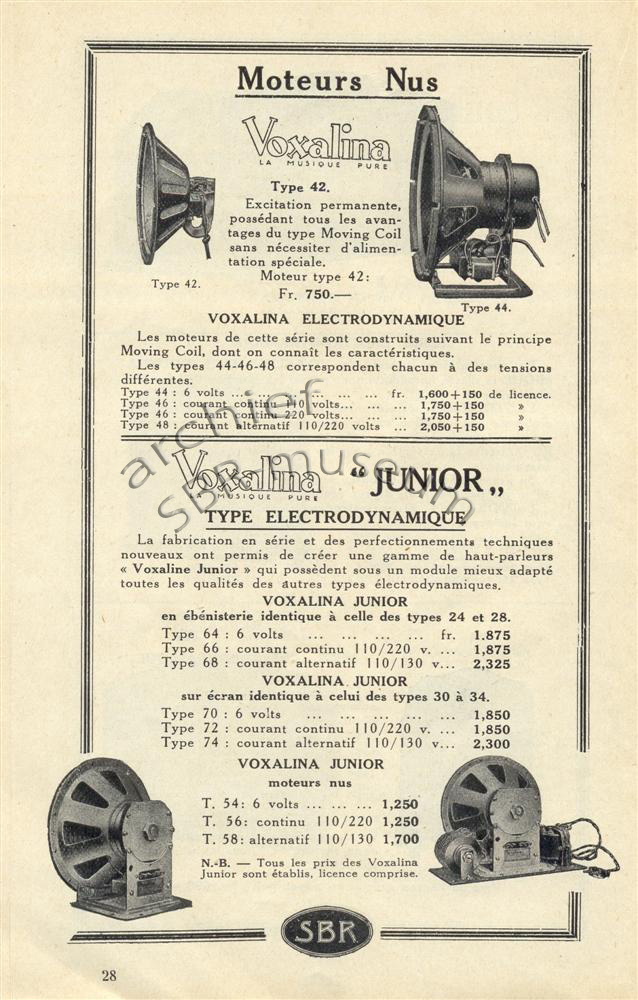 Moteurs Nus
Voxalina
LA MUSIQUE PURE
Type 42.
Excitation permanente,
possédant tous les avan-
tages du type Moving Coil
sans nécessiter d'alimen-
tation spéciale.
Moteur type 42:
Fr. 750.—
Type 42.
Type 44.
VOXALINA ELECTRODYNAMIQUE
Les moteurs de cette série sont construits suivant le principe
Moving Coil, dont on connaît les caractéristiques.
Les types 44-46-48 correspondent chacun à des tensions
différentes.
Type 44 : 6 volts ... ... ... ... ... ... ... fr. 1,600+150 de licence.
Type 46 : courant continu 110 volts... ... ... 1,750+150 »
Type 46 : courant continu 220 volts... ... ... 1,750+150 »
Type 48 : courant alternatif 110/220 volts ... 2,050+150 »
archief
SBR-museum
Voxalina
LA MUSIQUE PURE
“ JUNIOR „
TYPE ELECTRODYNAMIQUE
La fabrication en série et des perfectionnements techniques
nouveaux ont permis de créer une gamme de haut-parleurs
« Voxaline Junior » qui possèdent sous un module mieux adapté
toutes les qualités des autres types électrodynamiques.
VOXALINA JUNIOR
en ébénisterie identique à celle des types 24 et 28.
Type 64 : 6 volts ... ... ... ... fr. 1.875
Type 66 : courant continu 110/220 v. ... 1,875
Type 68 : courant alternatif 110/130 v... 2,325
VOXALINA JUNIOR
sur écran identique à celui des types 30 à 34.
Type 70 : 6 volts ... ... ... ... ... 1,850
Type 72 : courant continu 110/220 v. ... 1,850
Type 74 : courant alternatif 110/130 v... 2,300
VOXALINA JUNIOR
moteurs nus
T. 54: 6 volts ... ... ... 1,250
T. 56: continu 110/220 1,250
T. 58: alternatif 110/130 1,700
N.-B. — Tous les prix des Voxalina
Junior sont établis, licence comprise.
SBR
28